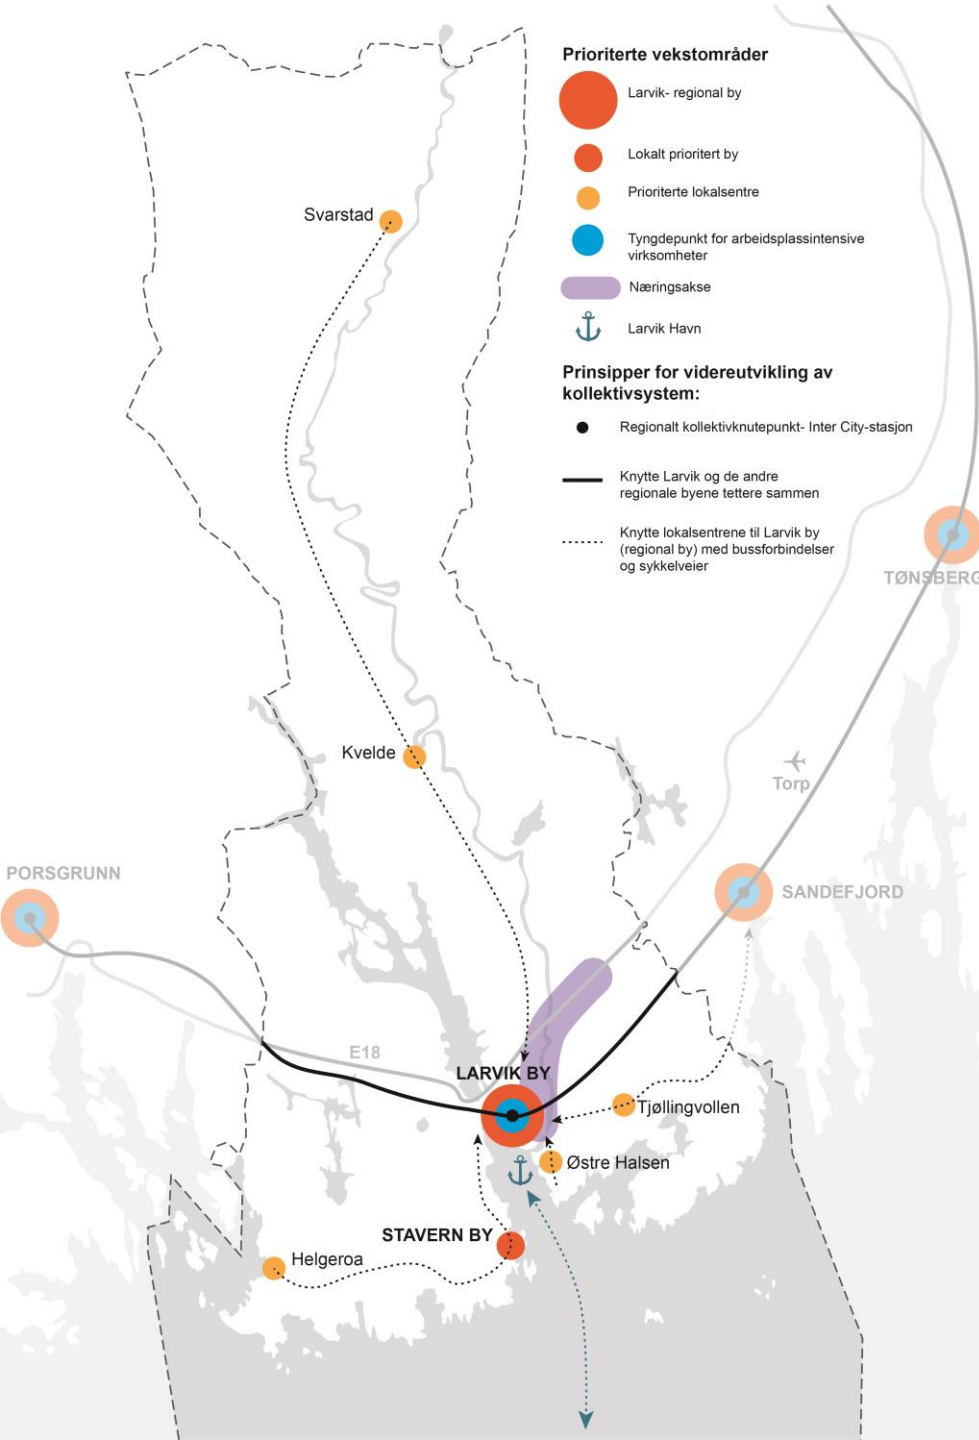 Prioriterte vekstområder
Larvik- regional by
Lokalt prioritert by
Prioriterte lokalsentre
Tyngdepunkt for arbeidsplassintensive
virksomheter
Næringsakse
Larvik Havn
Prinsipper for videreutvikling av
kollektivsystem:
Regionalt kollektivknutepunkt- Inter City-stasjon
Knytte Larvik og de andre
regionale byene tettere sammen
Knytte lokalsentrene til Larvik by
(regional by) med bussforbindelser
og sykkelveier
Svarstad
TØNSBERG
Kvelde
Torp
PORSGRUNN
SANDEFJORD
E18
LARVIK BY
Tjøllingvollen
Østre Halsen
STAVERN BY
Helgeroa